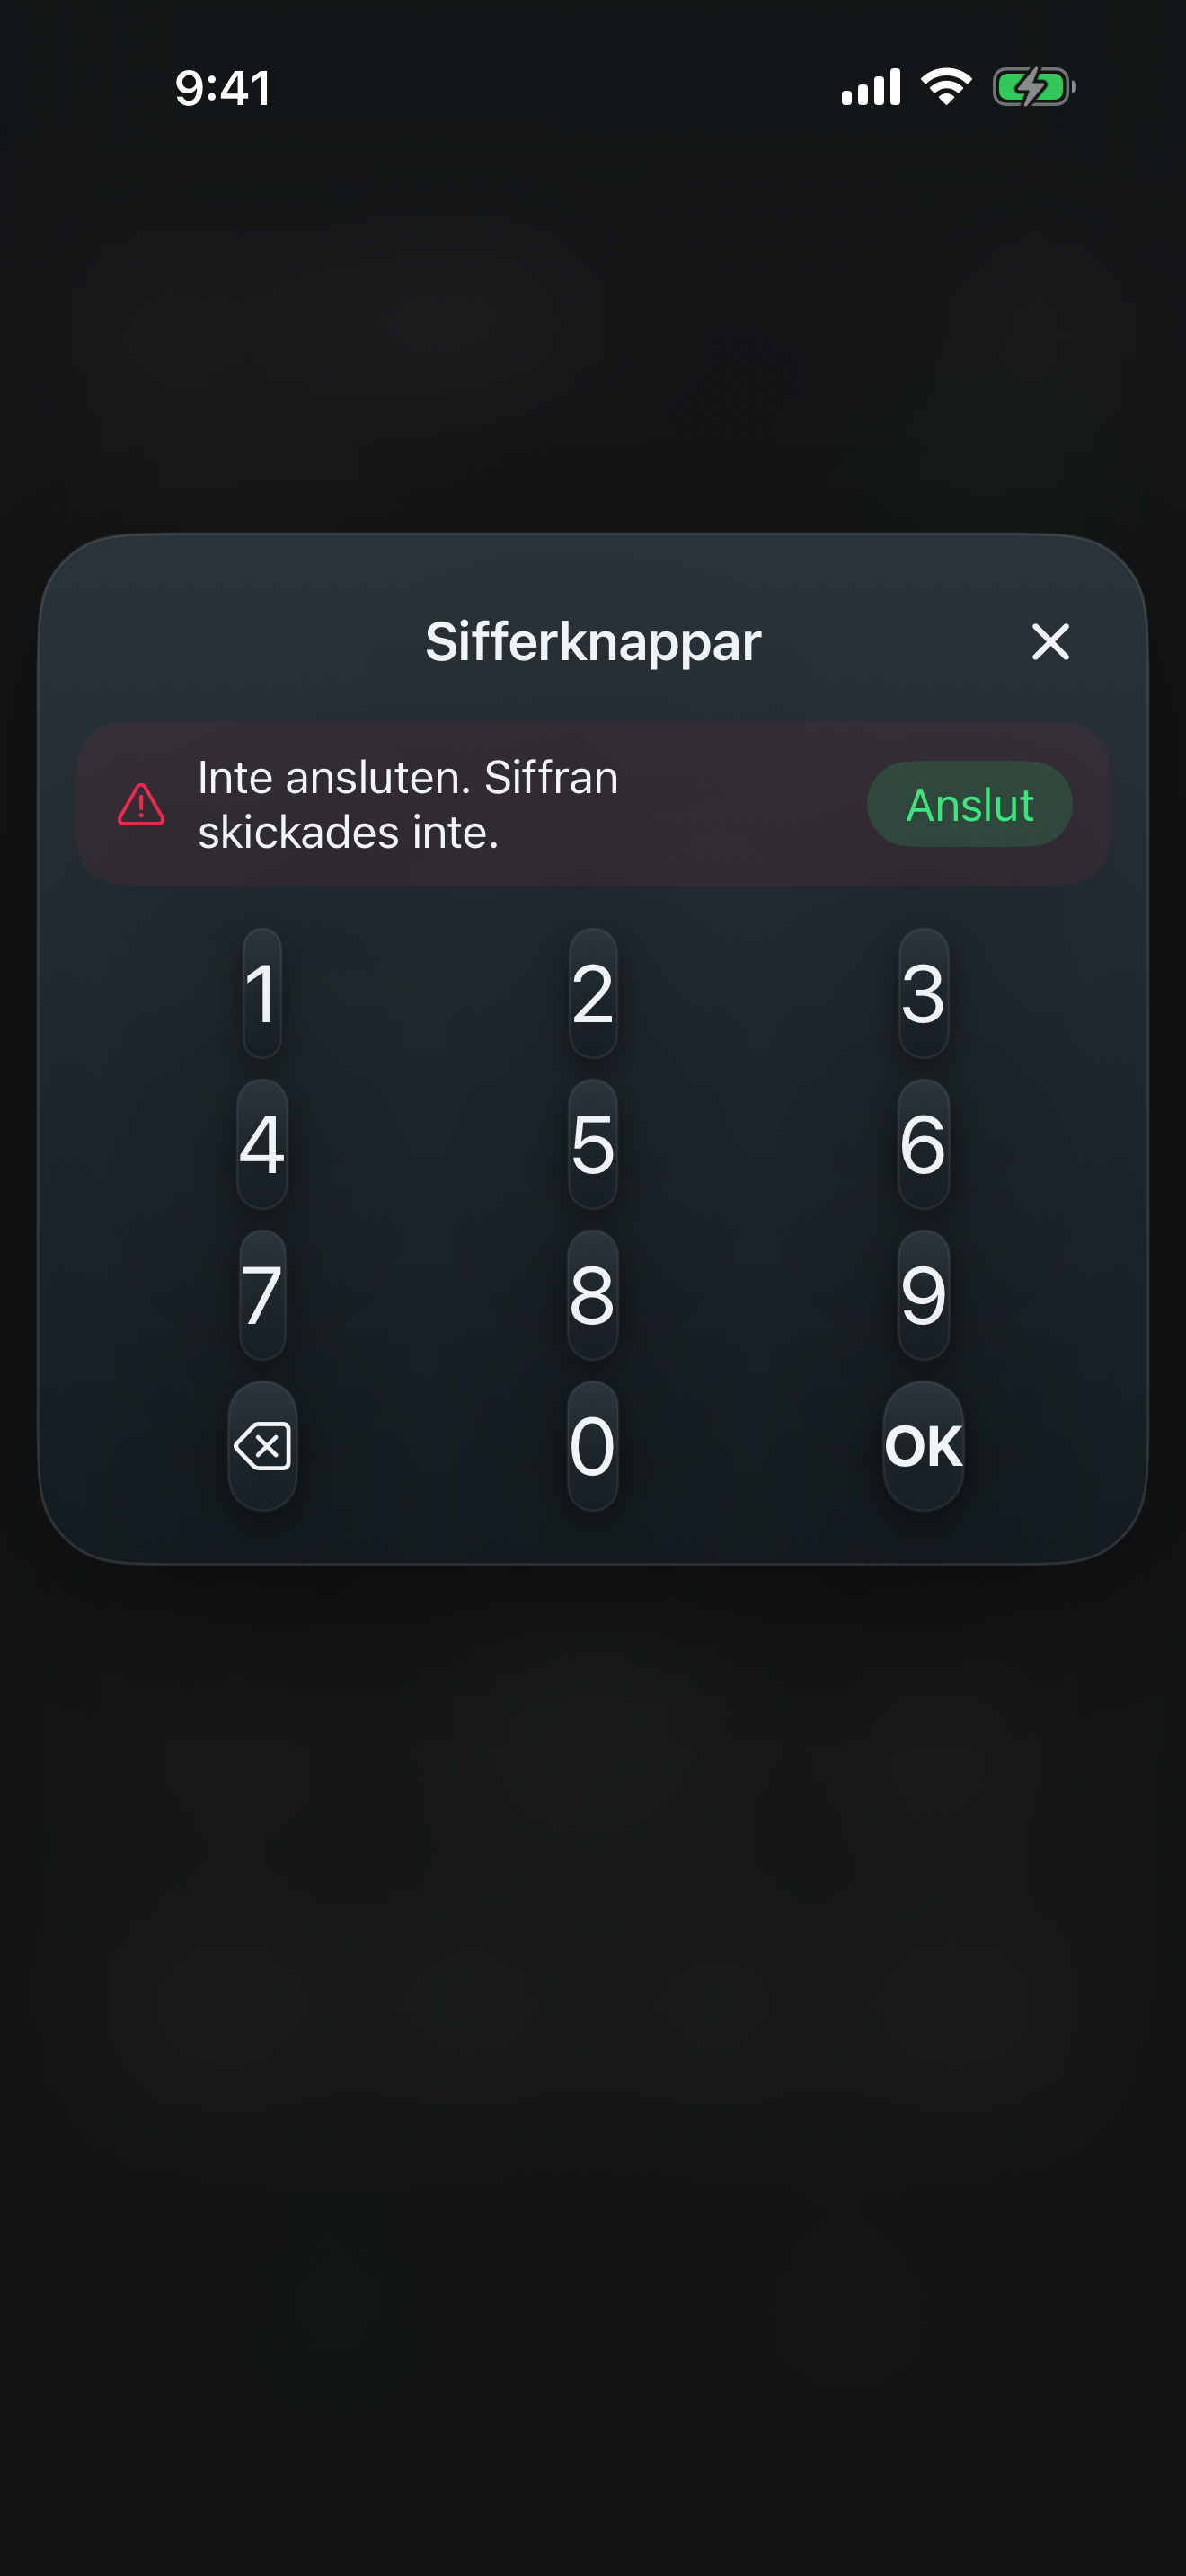 9:41
Sifferknappar
Inte ansluten. Siffran
skickades inte.
Anslut
1 2 3
4 5 6
7 8 9
0 OK